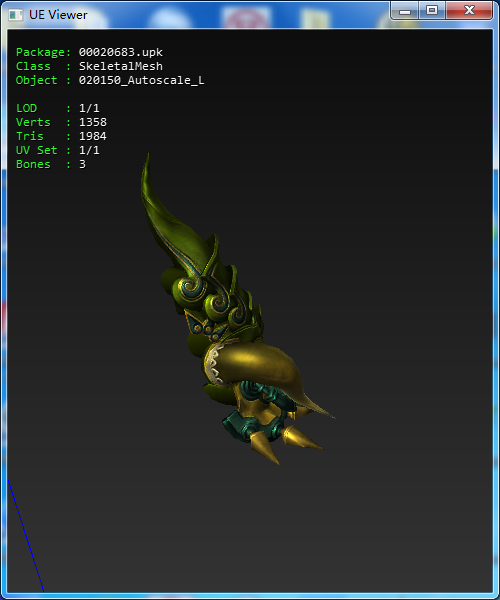 UE Viewer
Package: 00020683.upk
Class : SkeletalMesh
Object : 020150_Autoscale_L
LOD : 1/1
Verts : 1358
Tris : 1984
UV Set : 1/1
Bones : 3